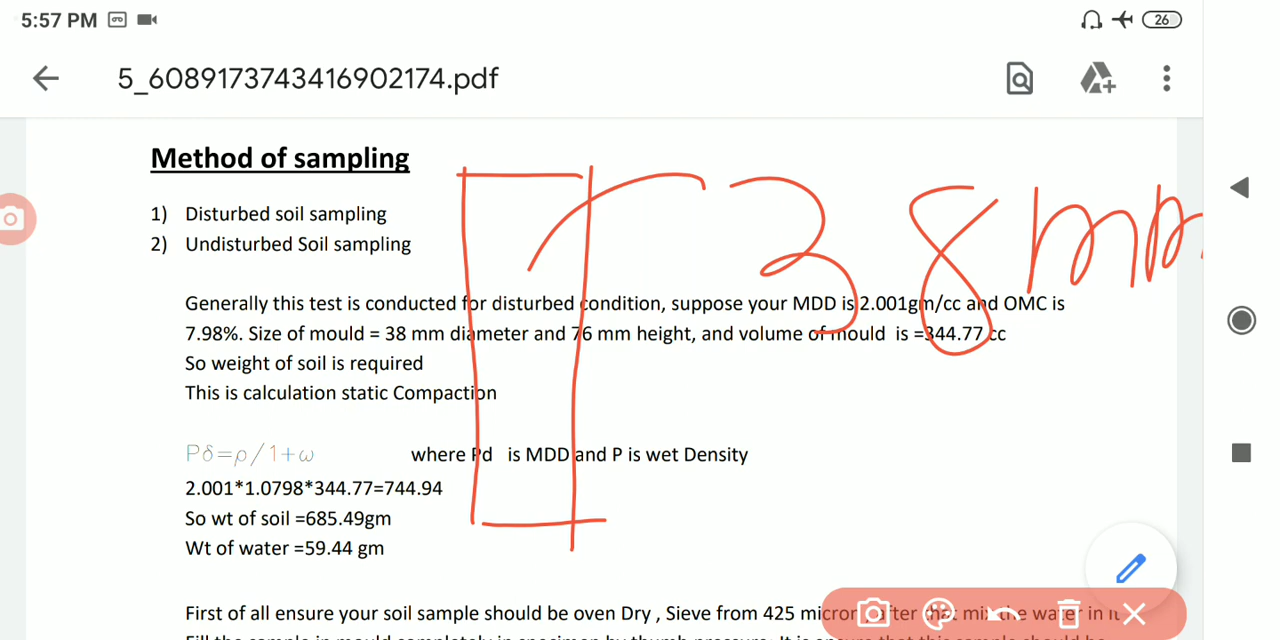 5:57 PM 26
5_6089173743416902174.pdf
Method of sampling
1) Disturbed soil sampling
2) Undisturbed Soil sampling
38mm
Generally this test is conducted for disturbed condition, suppose your MDD is 2.001gm/cc and OMC is
7.98%. Size of mould = 38 mm diameter and 76 mm height, and volume of mould is =344.77 cc
So weight of soil is required
This is calculation static Compaction
Pδ=ρ/1+ω where Pd is MDD and P is wet Density
2.001*1.0798*344.77=744.94
So wt of soil =685.49gm
Wt of water =59.44 gm
First of all ensure your soil sample should be oven Dry , Sieve from 425 micron , after that mix the water in it